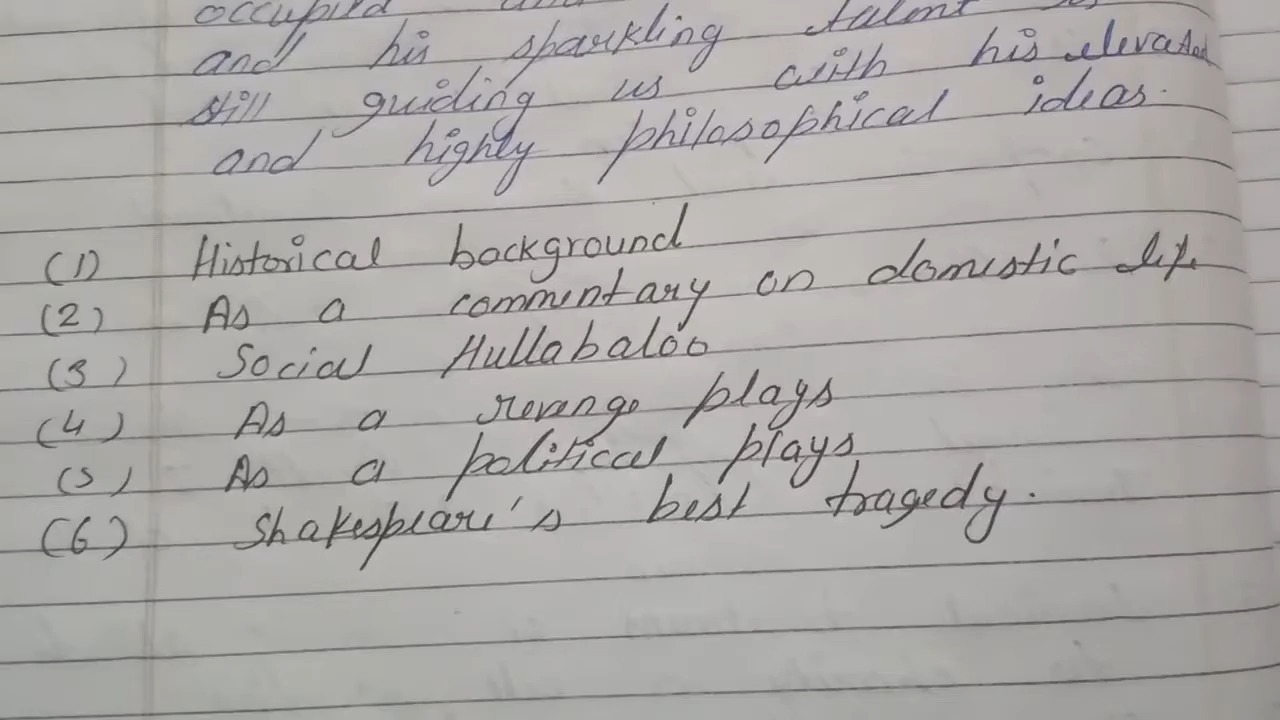 occupied
and his sparkling talent
still guiding us with his elevated
and highly philosophical ideas.
(1) Historical background
(2) As a commentary on domestic life
(3) Social Hullabaloo
(4) As a revenge plays
(5) As a political plays
(6) Shakespeare's best tragedy.